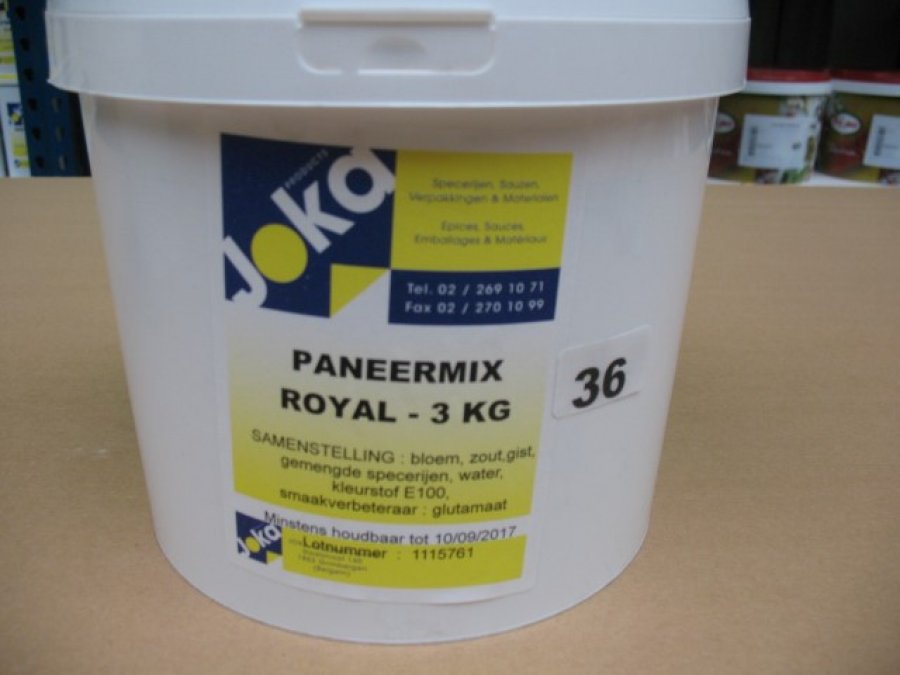 Joka
PRODUCTS
Specerijen, Sauzen,
Verpakkingen & Materialen
Epices, Sauces,
Emballages & Matériaux
Tel. 02 / 269 10 71
Fax 02 / 270 10 99
PANEERMIX
ROYAL - 3 KG
36
SAMENSTELLING : bloem, zout,gist,
gemengde specerijen, water,
kleurstof E100,
smaakverbeteraar : glutamaat
Minstens houdbaar tot 10/09/2017
Joka
Lotnummer : 1115761
(Belgium)